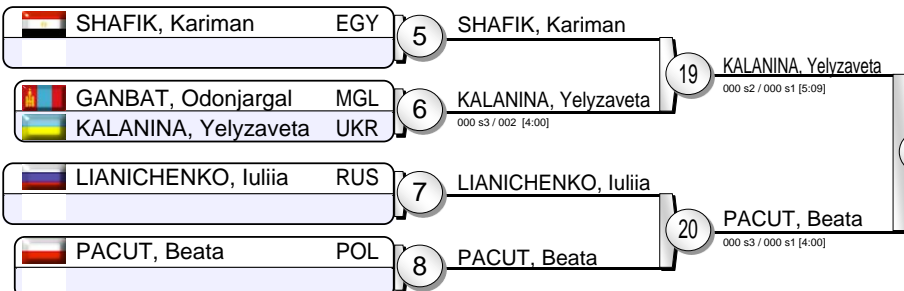 SHAFIK, Kariman EGY
5
SHAFIK, Kariman
19
KALANINA, Yelyzaveta
000 s2 / 000 s1 [5:09]
GANBAT, Odonjargal MGL
KALANINA, Yelyzaveta UKR
6
KALANINA, Yelyzaveta
000 s3 / 002 [4:00]
LIANICHENKO, Iuliia RUS
7
LIANICHENKO, Iuliia
20
PACUT, Beata
000 s3 / 000 s1 [4:00]
PACUT, Beata POL
8
PACUT, Beata